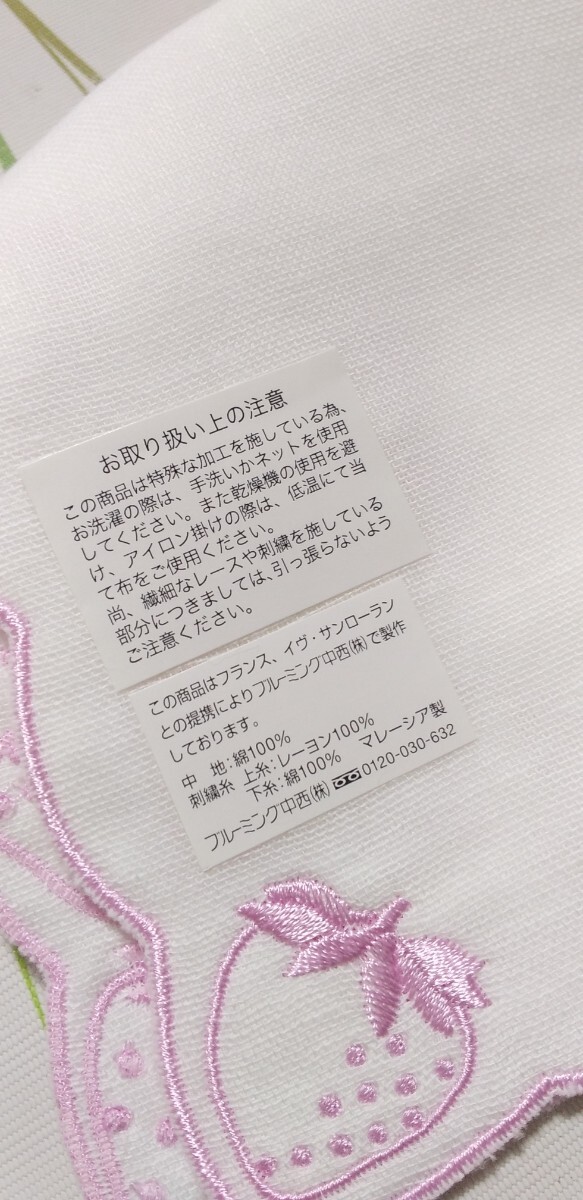 お取り扱い上の注意
この商品は特殊な加工を施している為、
お洗濯の際は、手洗いかネットを使用
してください。また乾燥機の使用を避
け、アイロン掛けの際は、低温にて当
て布をご使用ください。
尚、繊細なレースや刺繍を施している
部分につきましては、引っ張らないよう
ご注意ください。
この商品はフランス、イヴ・サンローラン
との提携によりブルーミング中西(株)で製作
しております。
中　地：綿100%
刺繍糸　上糸：レーヨン100%
下糸：綿100%　マレーシア製
ブルーミング中西(株) 0120-030-632